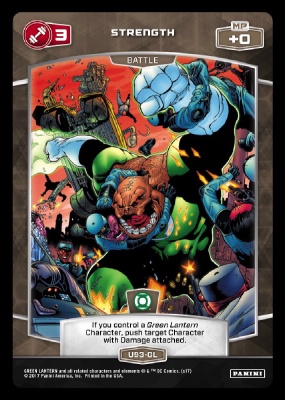 3
STRENGTH
MP
+0
BATTLE
If you control a Green Lantern
Character, push target Character
with Damage attached.
U93-GL
GREEN LANTERN and all related characters and elements © & ™ DC Comics. (s17)
© 2017 Panini America, Inc. Printed in the USA.
PANINI